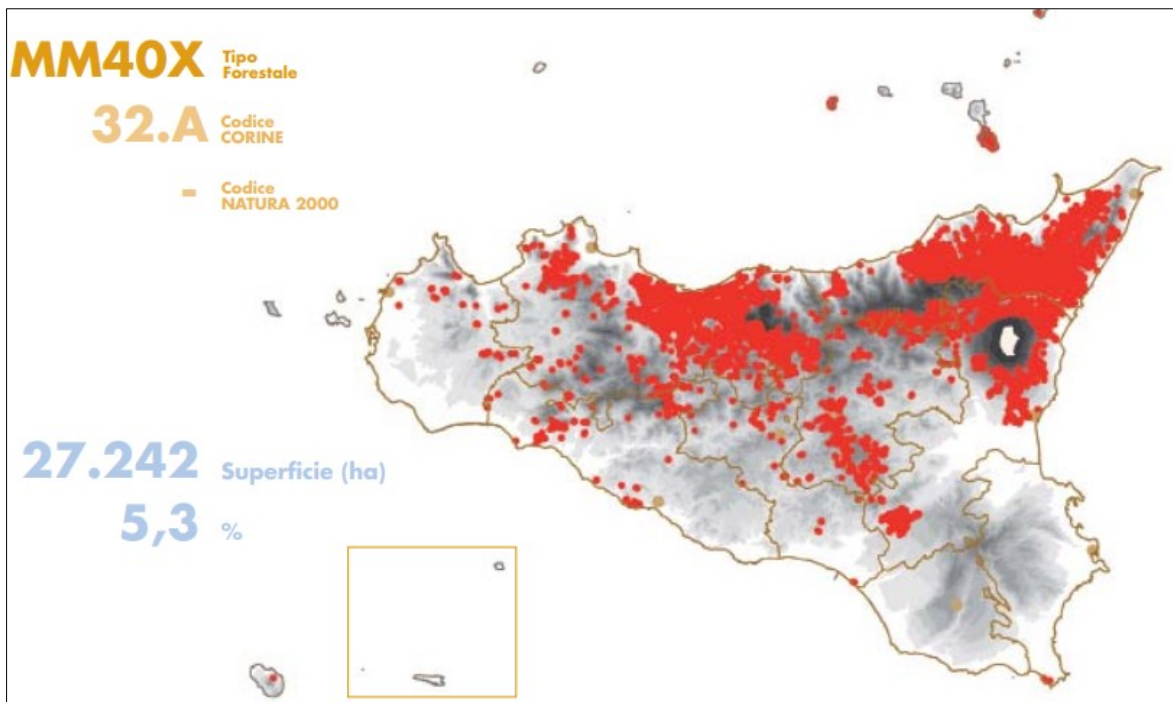 MM40X Tipo
Forestale
32.A Codice
CORINE
- Codice
NATURA 2000
27.242 Superficie (ha)
5,3 %